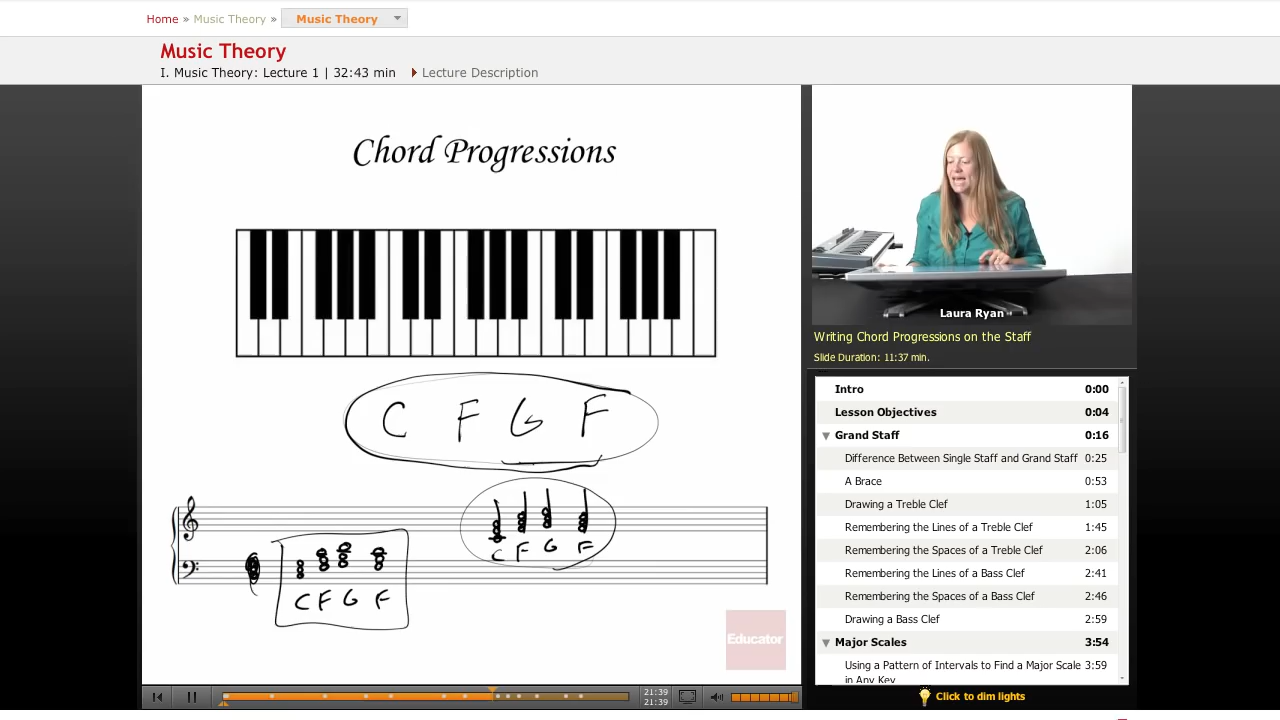 Home » Music Theory » Music Theory
Music Theory
I. Music Theory: Lecture 1 | 32:43 min Lecture Description
Chord Progressions
C F G F
C F G F
C F G F
Educator
Laura Ryan
Writing Chord Progressions on the Staff
Slide Duration: 11:37 min.
Intro 0:00
Lesson Objectives 0:04
Grand Staff 0:16
Difference Between Single Staff and Grand Staff 0:25
A Brace 0:53
Drawing a Treble Clef 1:05
Remembering the Lines of a Treble Clef 1:45
Remembering the Spaces of a Treble Clef 2:06
Remembering the Lines of a Bass Clef 2:41
Remembering the Spaces of a Bass Clef 2:46
Drawing a Bass Clef 2:59
Major Scales 3:54
Using a Pattern of Intervals to Find a Major Scale 3:59
in Any Key
21:39
21:39
Click to dim lights